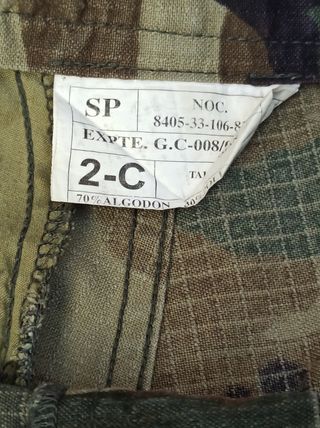 SP
NOC.
8405-33-106-8
EXPTE. G.C-008/
2-C
70% ALGODON